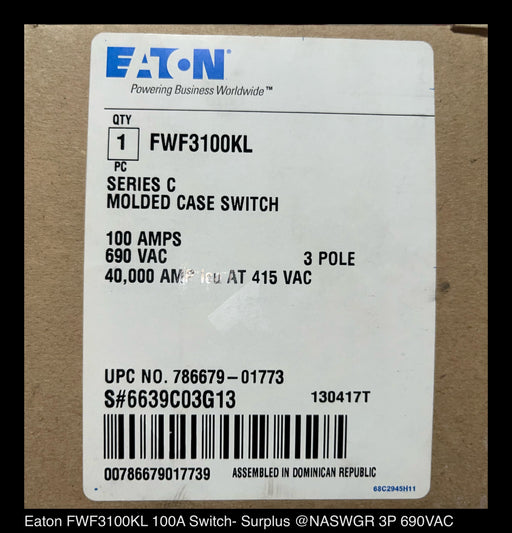 EATON
Powering Business Worldwide™
QTY
1 FWF3100KL
PC
SERIES C
MOLDED CASE SWITCH
100 AMPS
690 VAC 3 POLE
40,000 AT 415 VAC
UPC NO. 786679-01773
S#6639C03G13 130417T
00786679017739 ASSEMBLED IN DOMINICAN REPUBLIC
68C2945H11
Eaton FWF3100KL 100A Switch- Surplus @NASWGR 3P 690VAC